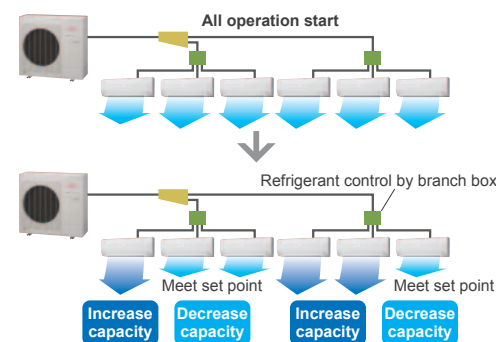 All operation start
Refrigerant control by branch box
Meet set point
Meet set point
Increase
capacity
Decrease
capacity
Increase
capacity
Decrease
capacity